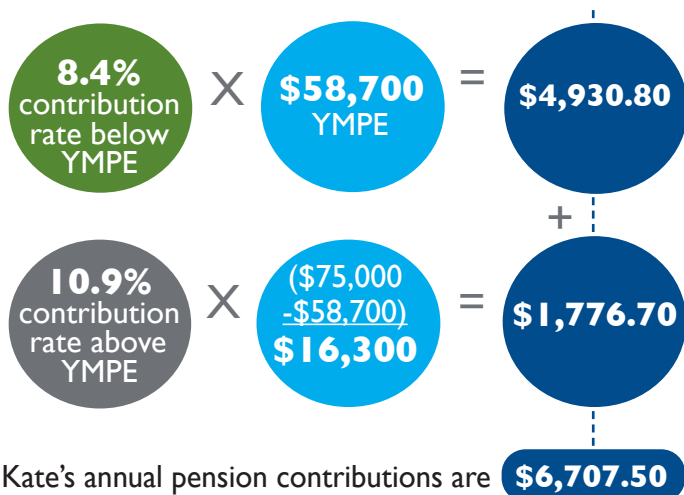 8.4%
contribution
rate below
YMPE
X
$58,700
YMPE
=
$4,930.80
+
10.9%
contribution
rate above
YMPE
X
($75,000
-$58,700)
$16,300
=
$1,776.70
Kate's annual pension contributions are $6,707.50